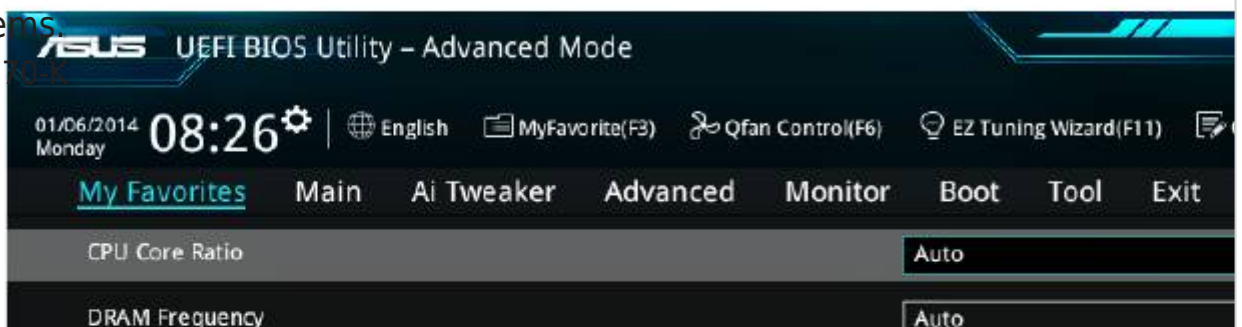 ems.
ASUS UEFI BIOS Utility – Advanced Mode
70-K
01/06/2014 08:26 English MyFavorite(F3) Qfan Control(F6) EZ Tuning Wizard(F11)
Monday
My Favorites Main Ai Tweaker Advanced Monitor Boot Tool Exit
CPU Core Ratio Auto
DRAM Frequency Auto